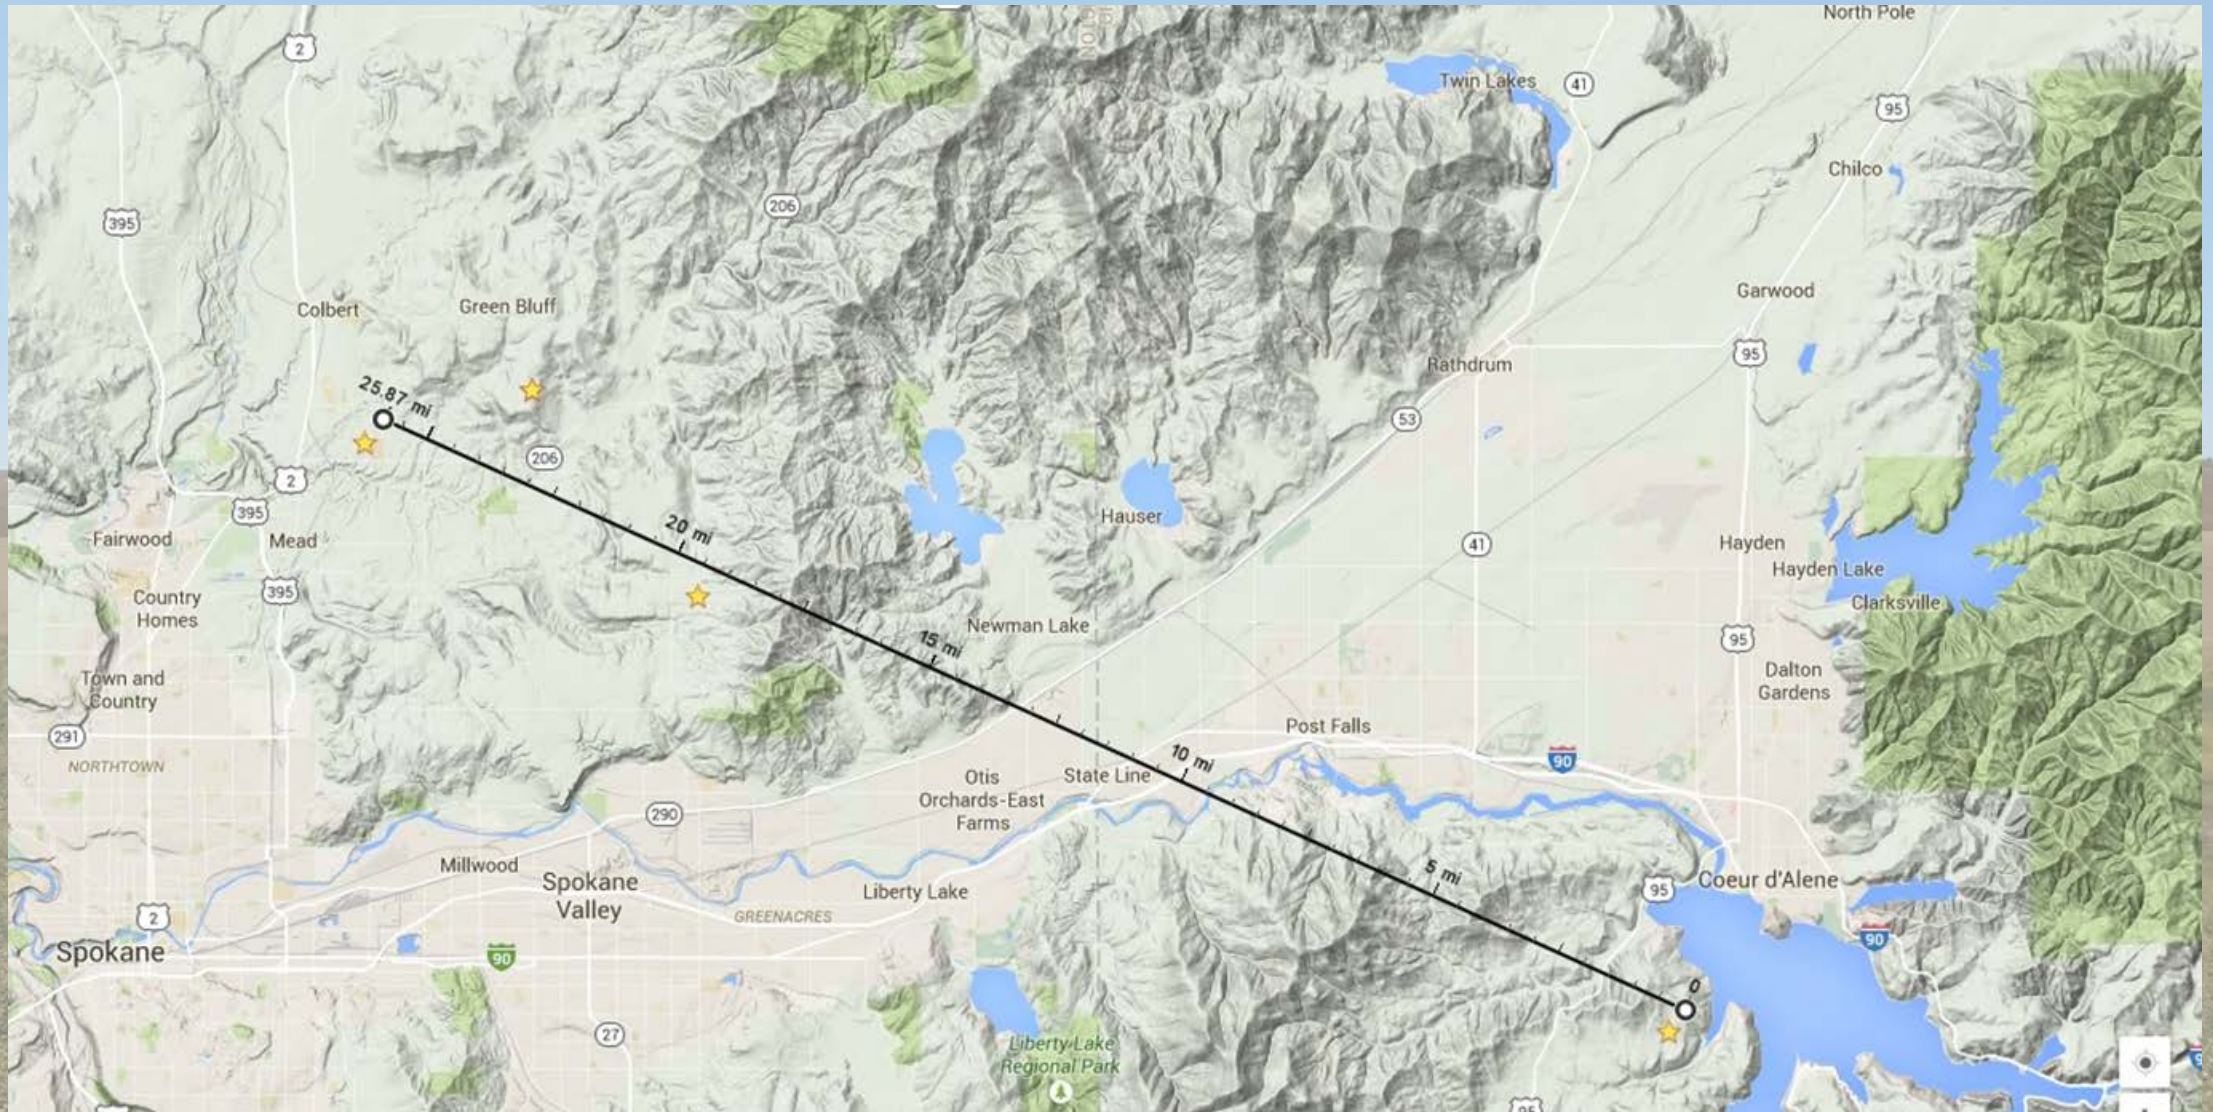 North Pole
2
Twin Lakes
41
95
Chilco
206
395
Garwood
Colbert
Green Bluff
95
Rathdrum
25.87 mi
53
206
2
395
Hauser
20 mi
Fairwood
Mead
41
Hayden
Hayden Lake
395
Country
Homes
Clarksville
Newman Lake
95
15 mi
Town and
Country
Dalton
Gardens
291
Post Falls
NORTHTOWN
10 mi
90
State Line
Otis
Orchards-East
Farms
290
Millwood
5 mi
Spokane
Valley
Liberty Lake
95
Coeur d'Alene
GREENACRES
2
Spokane
90
90
0
27
Liberty Lake
Regional Park
95